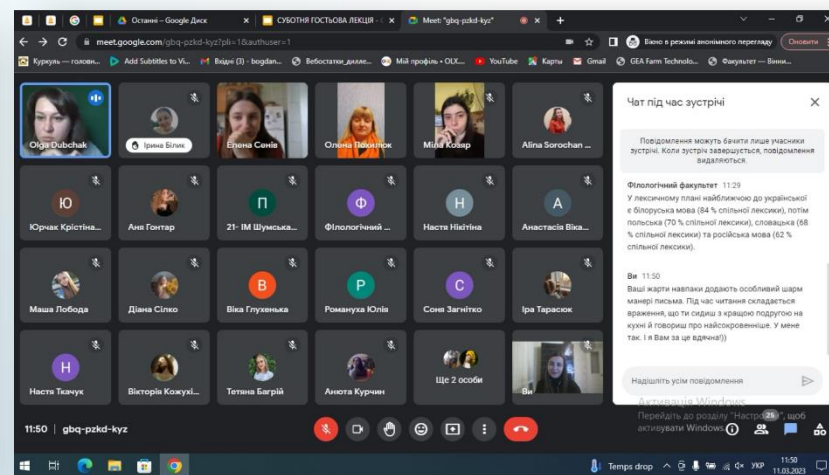 Останні – Google Диск
СУБОТНЯ ГОСТЬОВА ЛЕКЦІЯ -
Meet: "gbq-pzkd-kyz"
meet.google.com/gbq-pzkd-kyz?pli=1&authuser=1
Вікно в режимі анонімного перегляду
Оновити
Куркуль — головн...
Add Subtitles to Vi...
Вхідні (3) - bogdan...
Вебостатки_дилле...
Мій профіль • OLX...
YouTube
Карты
Gmail
GEA Farm Technolo...
Факультет — Вінни...
Olga Dubchak
Ірина Білик
Елена Сенів
Олена Похилюк
Міла Козяр
Alina Sorochan ...
Ю
Юрчак Крістіна...
Аня Гонтар
П
21- ІМ Шумська...
Ф
Філологічний ...
Н
Настя Нікітіна
А
Анастасія Віка...
Маша Лобода
Діана Сілко
В
Віка Глухенька
Р
Романуха Юлія
С
Соня Загнітко
Іра Тарасюк
Н
Настя Ткачук
Вікторія Кожухі...
Тетяна Багрій
Анюта Курчин
Ще 2 особи
Ви
Чат під час зустрічі
Повідомлення можуть бачити лише учасники
зустрічі. Коли зустріч завершується, повідомлення
видаляються.
Філологічний факультет 11:29
У лексичному плані найближчою до української
є білоруська мова (84 % спільної лексики), потім
польська (70 % спільної лексики), словацька (68
% спільної лексики) та російська мова (62 %
спільної лексики).
Ви 11:50
Ваші жарти навпаки додають особливий шарм
манері письма. Під час читання складається
враження, що ти сидиш з кращою подругою на
кухні й говориш про найсокровенніше. У мене
так. І я Вам за це вдячна!))
Надішліть усім повідомлення
Активація Windows
Перейдіть до розділу "Настро 25 ", щоб
активувати Windows.
11:50 | gbq-pzkd-kyz
Temps drop
УКР
11:50
11.03.2023